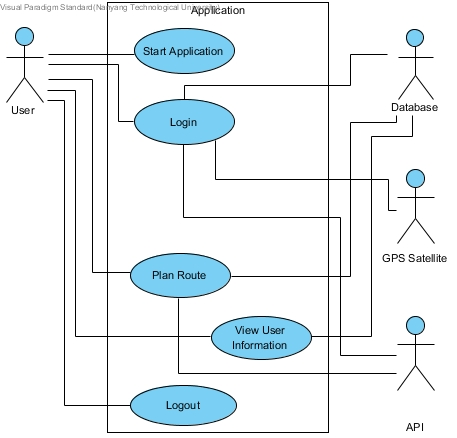 Visual Paradigm Standard(Nanyang Technological University)
Application
Start Application
User
Database
Login
GPS Satellite
Plan Route
View User
Information
Logout
API